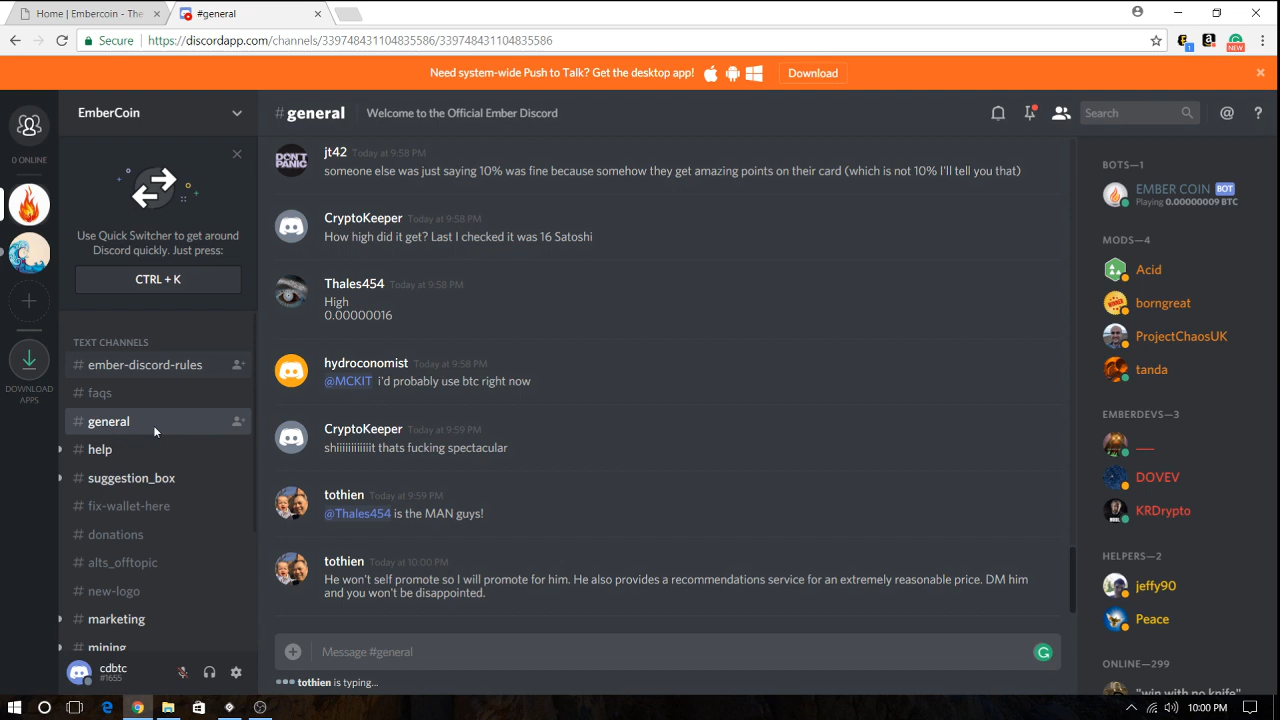 Home | Embercoin - The
#general
Secure
https://discordapp.com/channels/339748431104835586/339748431104835586
1
NEW
Need system-wide Push to Talk? Get the desktop app!
Download
0 ONLINE
DOWNLOAD
APPS
EmberCoin
Use Quick Switcher to get around
Discord quickly. Just press:
CTRL + K
TEXT CHANNELS
# ember-discord-rules
# faqs
# general
# help
# suggestion_box
# fix-wallet-here
# donations
# alts_offtopic
# new-logo
# marketing
# mining
cdbtc
#1655
#general
Welcome to the Official Ember Discord
Search
@
?
DON'T
PANIC
jt42 Today at 9:58 PM
someone else was just saying 10% was fine because somehow they get amazing points on their card (which is not 10% I'll tell you that)
CryptoKeeper Today at 9:58 PM
How high did it get? Last I checked it was 16 Satoshi
Thales454 Today at 9:58 PM
High
0.00000016
hydroconomist Today at 9:58 PM
@MCKIT i'd probably use btc right now
CryptoKeeper Today at 9:59 PM
shiiiiiiiiiiiit thats fucking spectacular
tothien Today at 9:59 PM
@Thales454 is the MAN guys!
tothien Today at 10:00 PM
He won't self promote so I will promote for him. He also provides a recommendations service for an extremely reasonable price. DM him
and you won't be disappointed.
Message #general
tothien is typing...
BOTS—1
EMBER COIN BOT
Playing 0.00000009 BTC
MODS—4
Acid
borngreat
ProjectChaosUK
tanda
EMBERDEVS—3
___
DOVEV
KRDrypto
HELPERS—2
jeffy90
Peace
ONLINE—299
"win with no knife"
10:00 PM